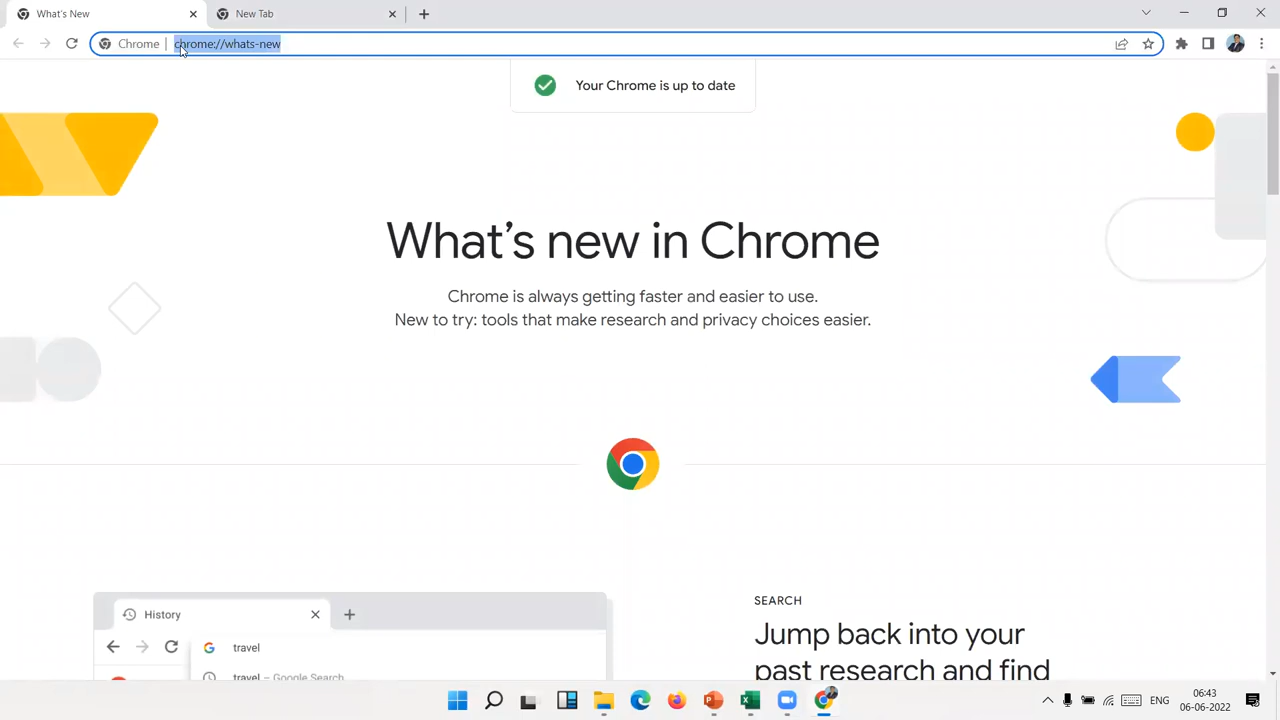 What's New
New Tab
Chrome
chrome://whats-new
Your Chrome is up to date
What's new in Chrome
Chrome is always getting faster and easier to use.
New to try: tools that make research and privacy choices easier.
History
travel
travel – Google Search
SEARCH
Jump back into your
past research and find
ENG
06:43
06-06-2022